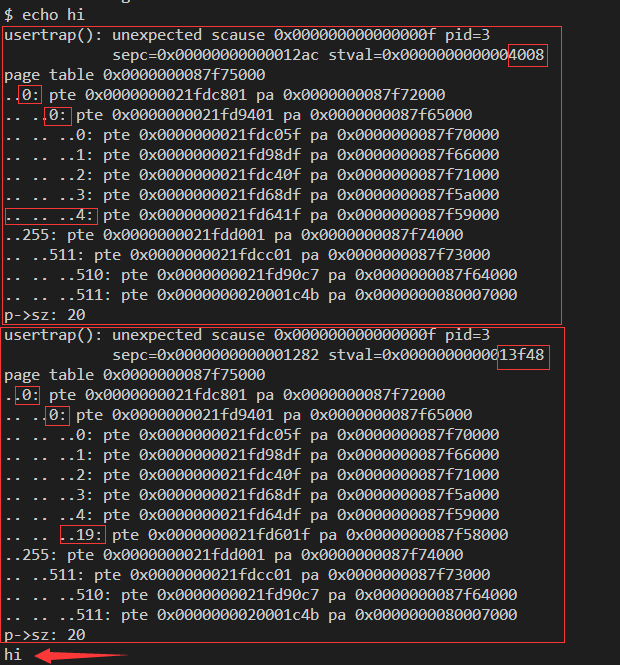 $ echo hi
usertrap(): unexpected scause 0x000000000000000f pid=3
sepc=0x00000000000012ac stval=0x0000000000004008
page table 0x0000000087f75000
..0: pte 0x0000000021fdc801 pa 0x0000000087f72000
.. ..0: pte 0x0000000021fd9401 pa 0x0000000087f65000
.. .. ..0: pte 0x0000000021fdc05f pa 0x0000000087f70000
.. .. ..1: pte 0x0000000021fd98df pa 0x0000000087f66000
.. .. ..2: pte 0x0000000021fdc40f pa 0x0000000087f71000
.. .. ..3: pte 0x0000000021fd68df pa 0x0000000087f5a000
.. .. ..4: pte 0x0000000021fd641f pa 0x0000000087f59000
..255: pte 0x0000000021fdd001 pa 0x0000000087f74000
.. ..511: pte 0x0000000021fdcc01 pa 0x0000000087f73000
.. .. ..510: pte 0x0000000021fd90c7 pa 0x0000000087f64000
.. .. ..511: pte 0x0000000020001c4b pa 0x0000000080007000
p->sz: 20
usertrap(): unexpected scause 0x000000000000000f pid=3
sepc=0x0000000000001282 stval=0x0000000000013f48
page table 0x0000000087f75000
..0: pte 0x0000000021fdc801 pa 0x0000000087f72000
.. ..0: pte 0x0000000021fd9401 pa 0x0000000087f65000
.. .. ..0: pte 0x0000000021fdc05f pa 0x0000000087f70000
.. .. ..1: pte 0x0000000021fd98df pa 0x0000000087f66000
.. .. ..2: pte 0x0000000021fdc40f pa 0x0000000087f71000
.. .. ..3: pte 0x0000000021fd68df pa 0x0000000087f5a000
.. .. ..4: pte 0x0000000021fd64df pa 0x0000000087f59000
.. .. ..19: pte 0x0000000021fd601f pa 0x0000000087f58000
..255: pte 0x0000000021fdd001 pa 0x0000000087f74000
.. ..511: pte 0x0000000021fdcc01 pa 0x0000000087f73000
.. .. ..510: pte 0x0000000021fd90c7 pa 0x0000000087f64000
.. .. ..511: pte 0x0000000020001c4b pa 0x0000000080007000
p->sz: 20
hi